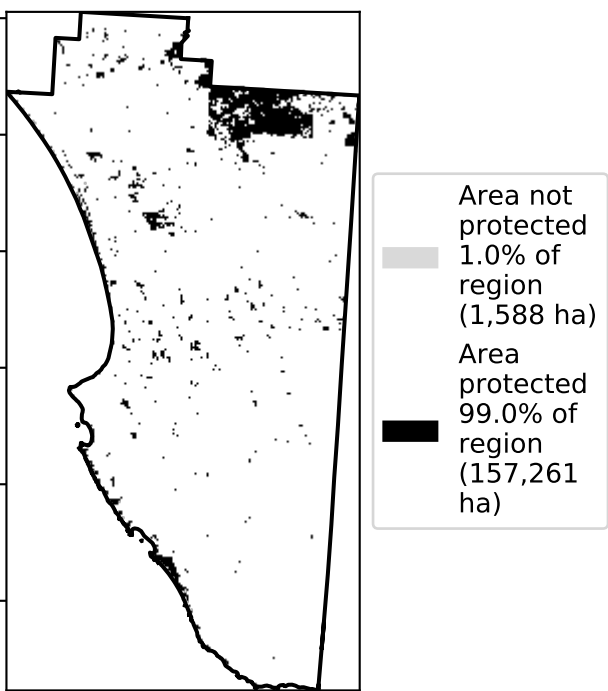 Area not
protected
1.0% of
region
(1,588 ha)
Area
protected
99.0% of
region
(157,261
ha)